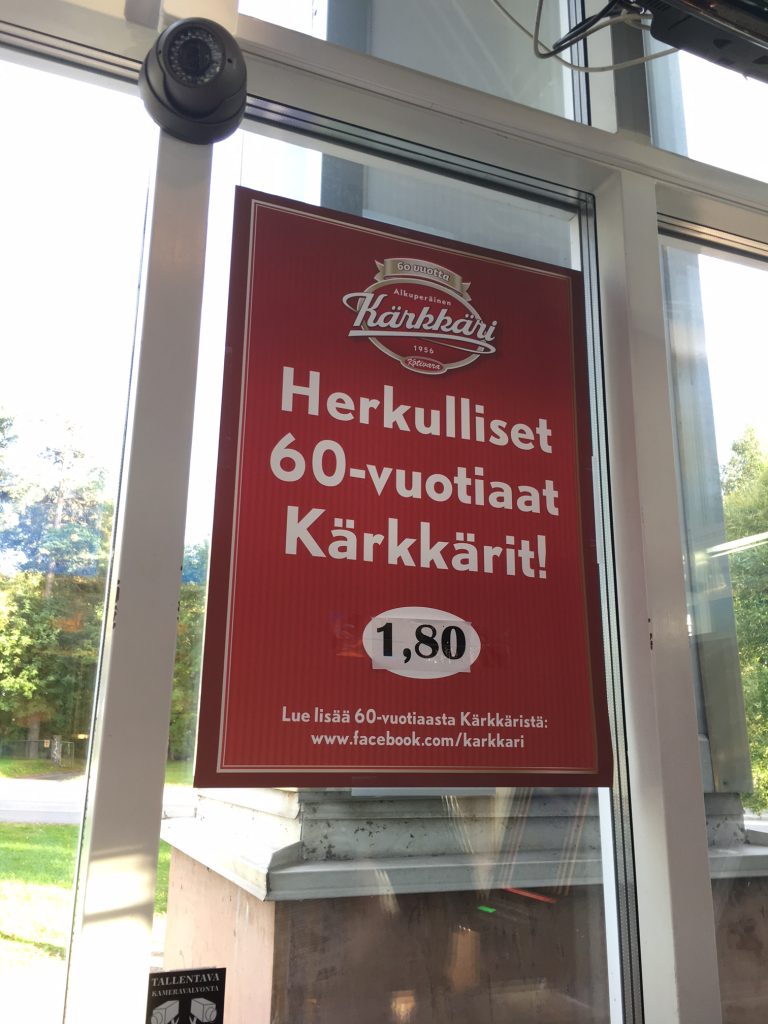 60 vuotta
Alkuperäinen
Kärkkäri
1956
Kotivara
Herkulliset
60-vuotiaat
Kärkkärit!
1,80
Lue lisää 60-vuotiaasta Kärkkäristä:
www.facebook.com/karkkari
TALLENTAVA
KAMERAVALVONTA